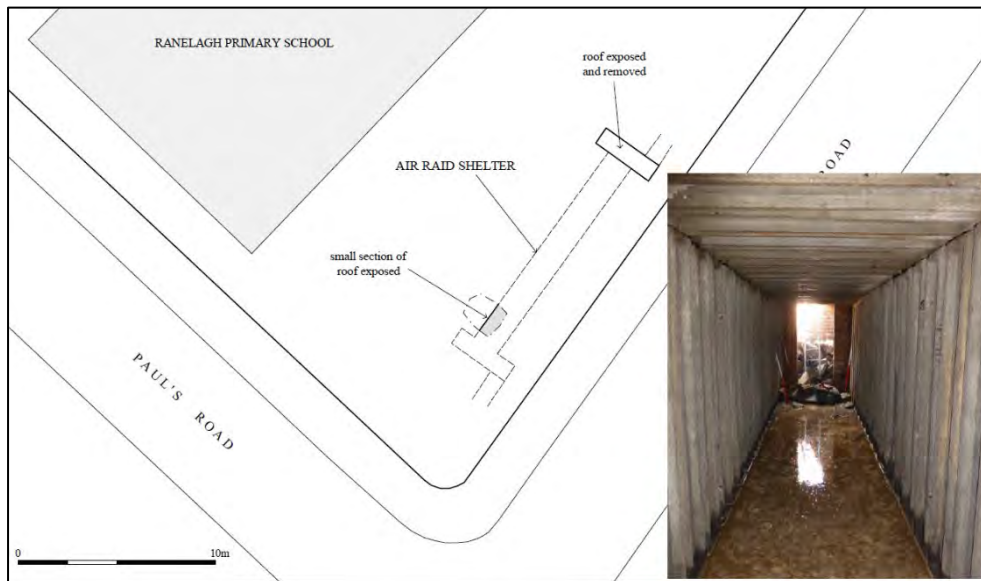 RANELAGH PRIMARY SCHOOL
roof exposed
and removed
AIR RAID SHELTER
ROAD
small section of
roof exposed
PAUL'S ROAD
0 10m